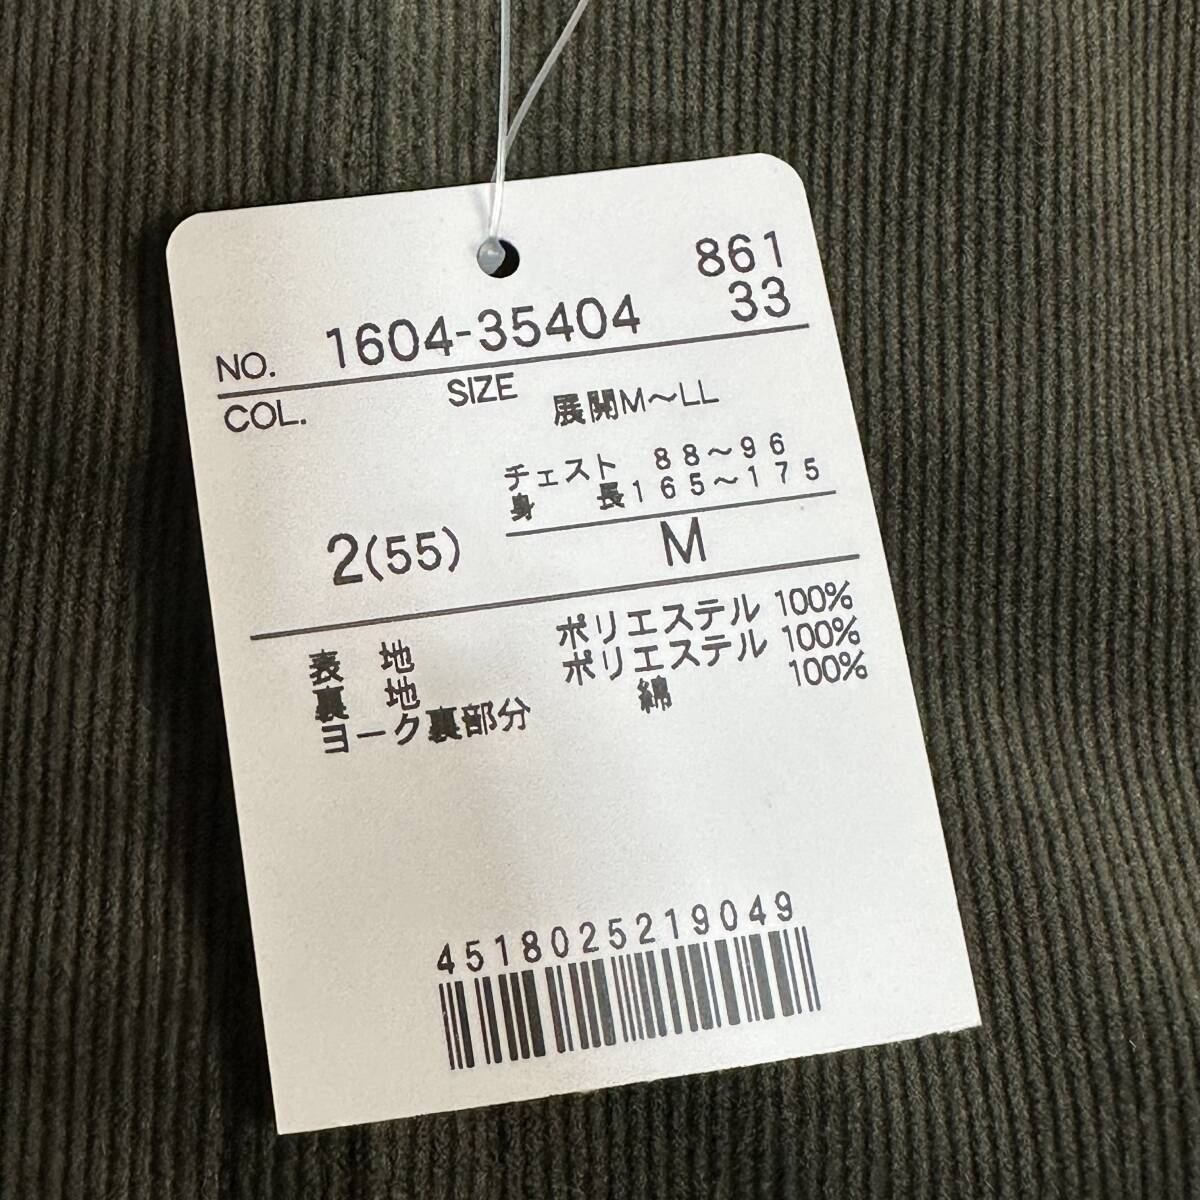 861
NO. 1604-35404 33
COL. SIZE 展開M〜LL
チェスト 88〜96
身長165〜175
2(55) M
表地 ポリエステル 100%
裏地 ポリエステル 100%
ヨーク裏部分 綿 100%
4518025219049